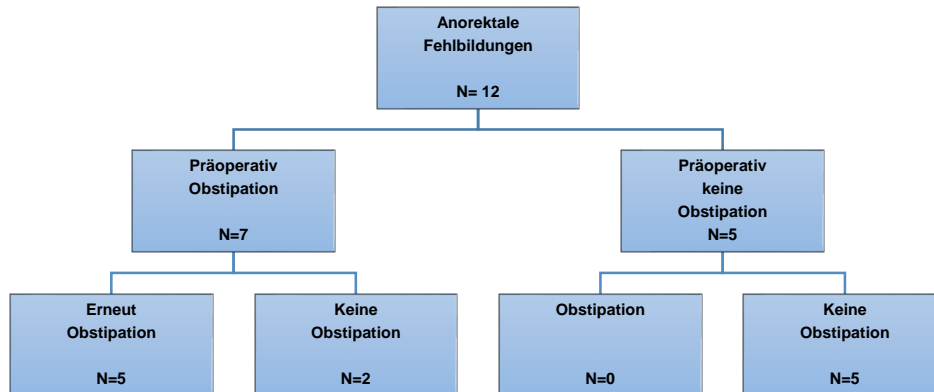 Anorektale
Fehlbildungen
N= 12
Präoperativ
Obstipation
N=7
Präoperativ
keine
Obstipation
N=5
Erneut
Obstipation
N=5
Keine
Obstipation
N=2
Obstipation
N=0
Keine
Obstipation
N=5